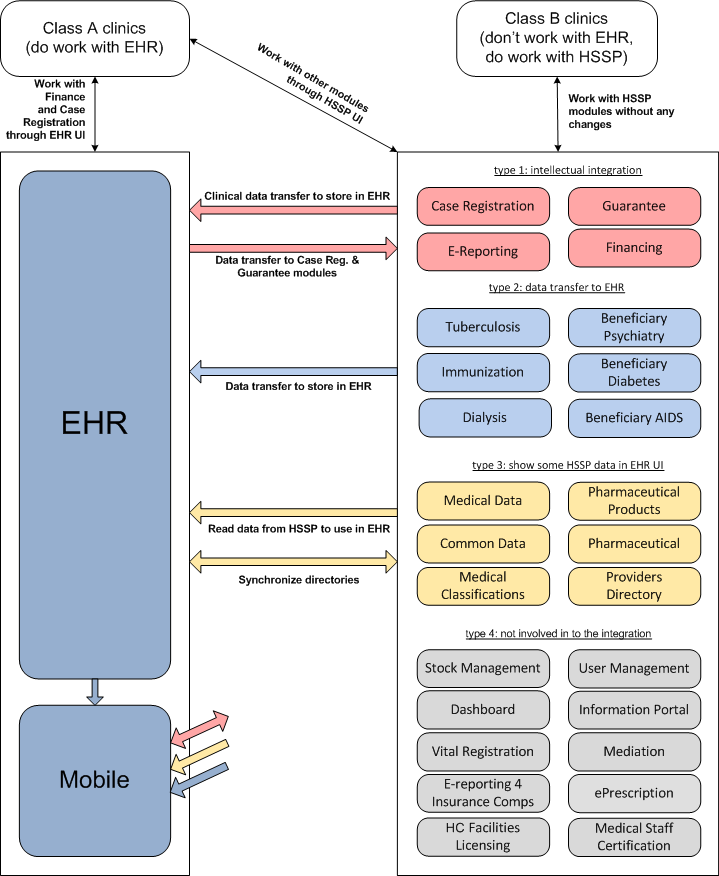 Class A clinics
(do work with EHR)
Class B clinics
(don't work with EHR,
do work with HSSP)
Work with
Finance
and Case
Registration
through EHR UI
Work with other modules
through HSSP UI
Work with HSSP
modules without any
changes
EHR
Mobile
Clinical data transfer to store in EHR
Data transfer to Case Reg. &
Guarantee modules
Data transfer to store in EHR
Read data from HSSP to use in EHR
Synchronize directories
type 1: intellectual integration
Case Registration
Guarantee
E-Reporting
Financing
type 2: data transfer to EHR
Tuberculosis
Beneficiary
Psychiatry
Immunization
Beneficiary
Diabetes
Dialysis
Beneficiary AIDS
type 3: show some HSSP data in EHR UI
Medical Data
Pharmaceutical
Products
Common Data
Pharmaceutical
Medical
Classifications
Providers
Directory
type 4: not involved in to the integration
Stock Management
User Management
Dashboard
Information Portal
Vital Registration
Mediation
E-reporting 4
Insurance Comps
ePrescription
HC Facilities
Licensing
Medical Staff
Certification